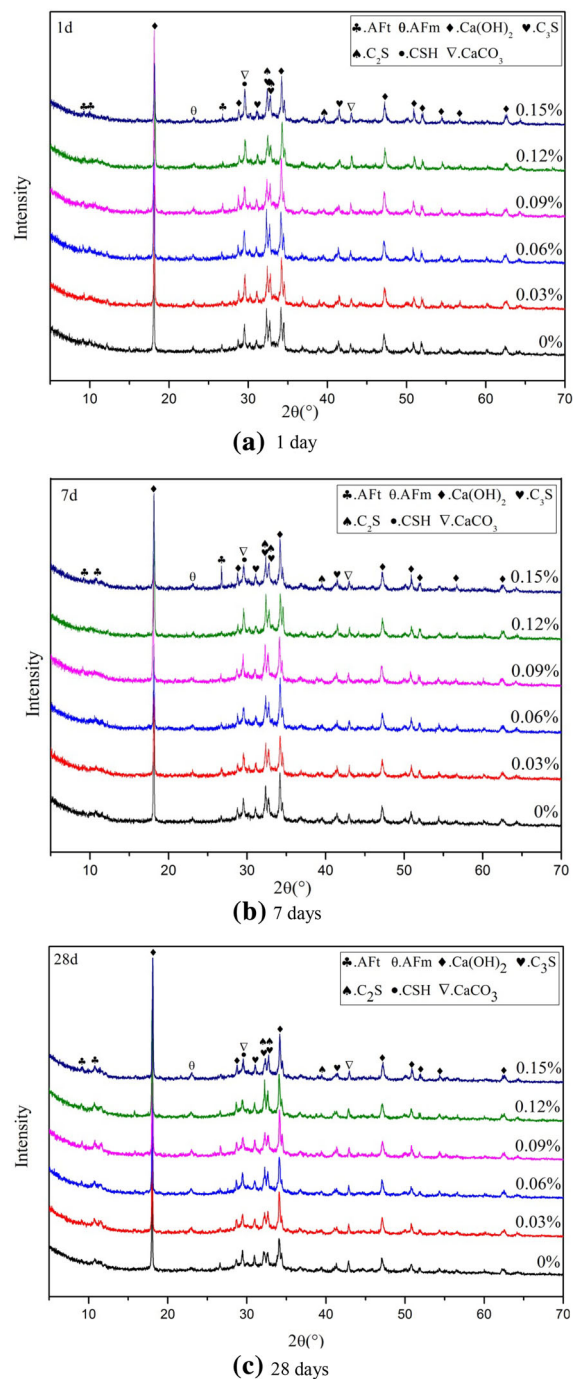 1d
♣.AFt θ.AFm ♦.Ca(OH)2 ♥.C3S
♠.C2S •.CSH ∇.CaCO3
θ
∇
∇
0.15%
0.12%
0.09%
0.06%
0.03%
0%
Intensity
10 20 30 40 50 60 70
2θ(°)
(a) 1 day
7d
♣.AFt θ.AFm ♦.Ca(OH)2 ♥.C3S
♠.C2S •.CSH ∇.CaCO3
θ
∇
∇
0.15%
0.12%
0.09%
0.06%
0.03%
0%
Intensity
10 20 30 40 50 60 70
2θ(°)
(b) 7 days
28d
♣.AFt θ.AFm ♦.Ca(OH)2 ♥.C3S
♠.C2S •.CSH ∇.CaCO3
θ
∇
∇
0.15%
0.12%
0.09%
0.06%
0.03%
0%
Intensity
10 20 30 40 50 60 70
2θ(°)
(c) 28 days